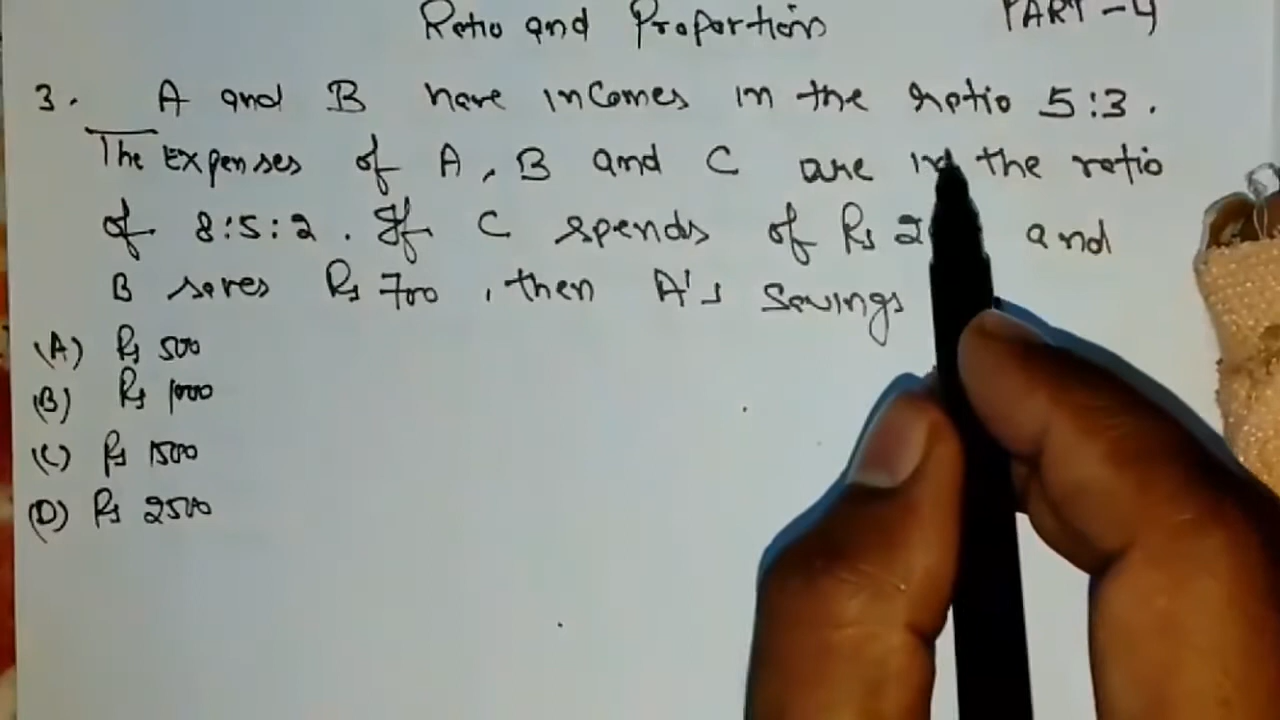 Ratio and Proportion PART-4
3. A and B have incomes in the ratio 5:3.
The Expenses of A, B and C are in the ratio
of 8:5:2. If C spends of Rs and
B saves Rs 700, then A's Savings
(A) Rs 500
(B) Rs 1000
(C) Rs 1500
(D) Rs 2500